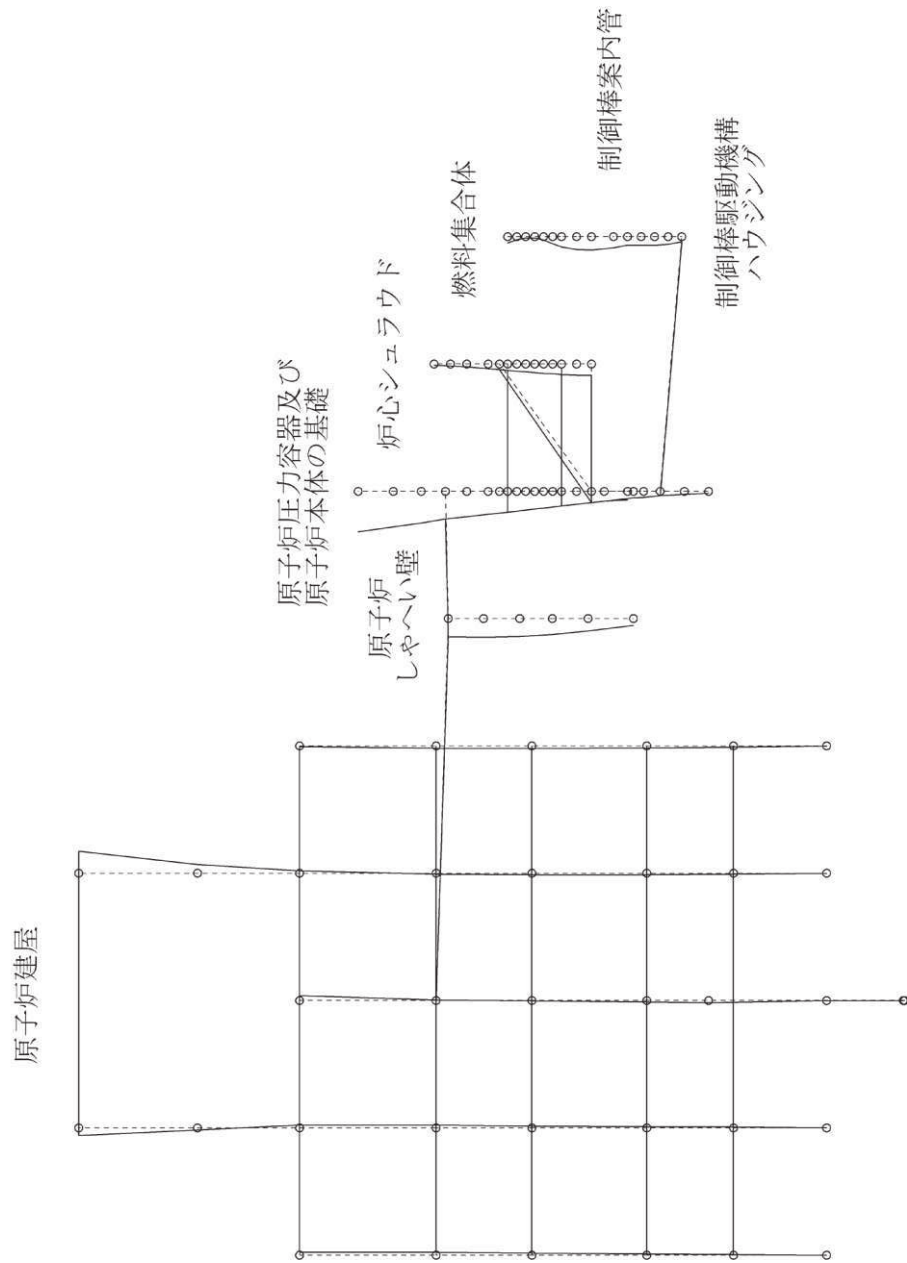 原子炉建屋
原子炉圧力容器及び
原子炉本体の基礎
原子炉
しゃへい壁
炉心シュラウド
燃料集合体
制御棒案内管
制御棒駆動機構
ハウジング